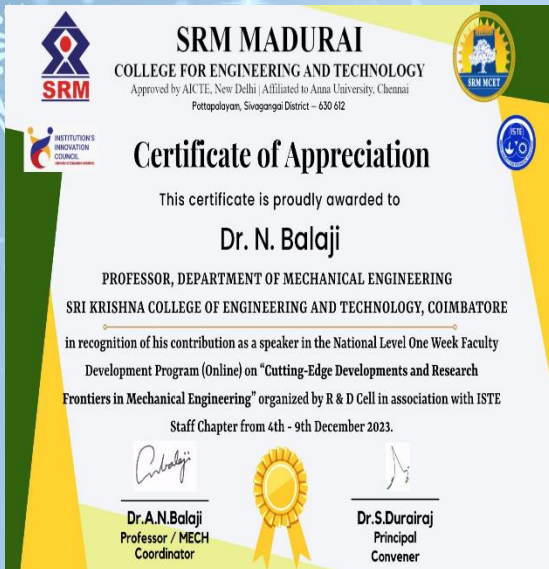 SRM MADURAI
COLLEGE FOR ENGINEERING AND TECHNOLOGY
Approved by AICTE, New Delhi | Affiliated to Anna University, Chennai
Pottapalayam, Sivagangai District – 630 612
SRM
SRM MCET
INSTITUTION'S
INNOVATION
COUNCIL
ISTE
Certificate of Appreciation
This certificate is proudly awarded to
Dr. N. Balaji
PROFESSOR, DEPARTMENT OF MECHANICAL ENGINEERING
SRI KRISHNA COLLEGE OF ENGINEERING AND TECHNOLOGY, COIMBATORE
in recognition of his contribution as a speaker in the National Level One Week Faculty
Development Program (Online) on "Cutting-Edge Developments and Research
Frontiers in Mechanical Engineering" organized by R & D Cell in association with ISTE
Staff Chapter from 4th - 9th December 2023.
Dr.A.N.Balaji
Professor / MECH
Coordinator
Dr.S.Durairaj
Principal
Convener